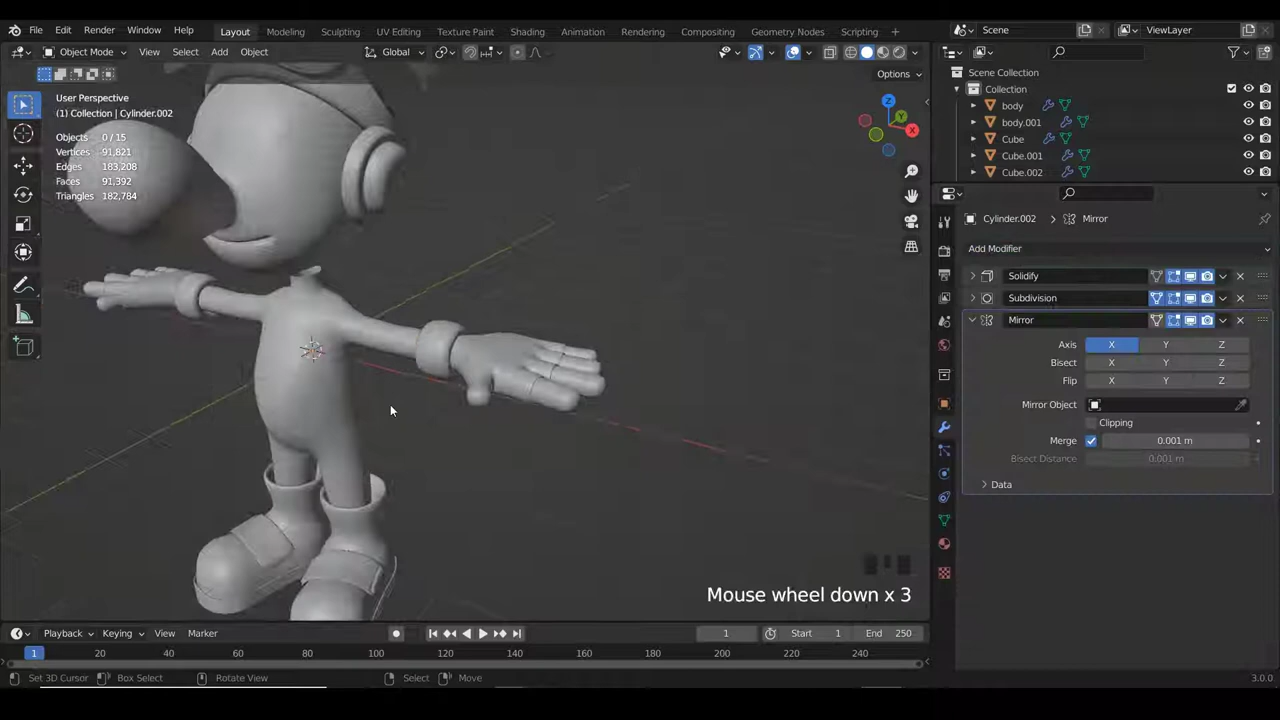 File Edit Render Window Help Layout Modeling Sculpting UV Editing Texture Paint Shading Animation Rendering Compositing Geometry Nodes Scripting + Scene ViewLayer
Object Mode View Select Add Object Global
Options
User Perspective
(1) Collection | Cylinder.002
Objects 0 / 15
Vertices 91,821
Edges 183,208
Faces 91,392
Triangles 182,784
Z
Y
X
Scene Collection
Collection
body
body.001
Cube
Cube.001
Cube.002
Cylinder.002 > Mirror
Add Modifier
Solidify
Subdivision
Mirror
Axis X Y Z
Bisect X Y Z
Flip X Y Z
Mirror Object
Clipping
Merge 0.001 m
Bisect Distance 0.001 m
Data
Mouse wheel down x 3
Playback Keying View Marker 1 Start 1 End 250
1 20 40 60 80 100 120 140 160 180 200 220 240
Set 3D Cursor Box Select Rotate View Select Move 3.0.0